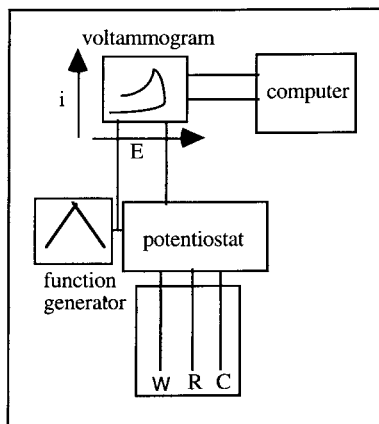 voltammogram
i
computer
E
potentiostat
function
generator
W R C